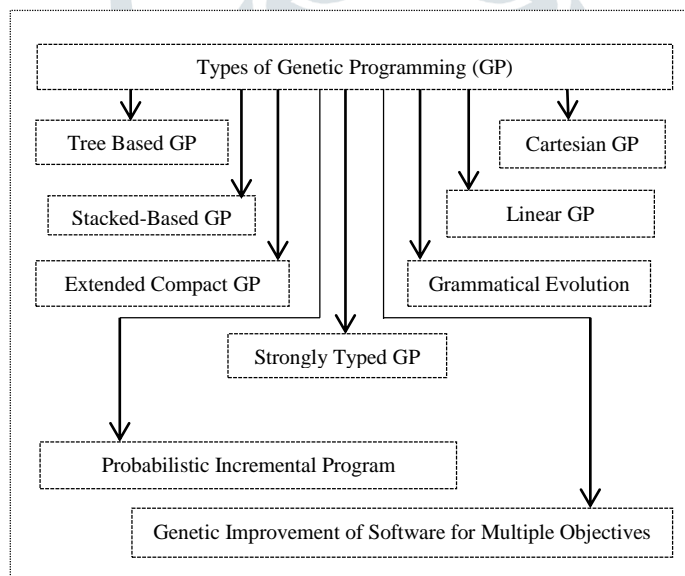 Types of Genetic Programming (GP)
Tree Based GP
Cartesian GP
Stacked-Based GP
Linear GP
Extended Compact GP
Grammatical Evolution
Strongly Typed GP
Probabilistic Incremental Program
Genetic Improvement of Software for Multiple Objectives